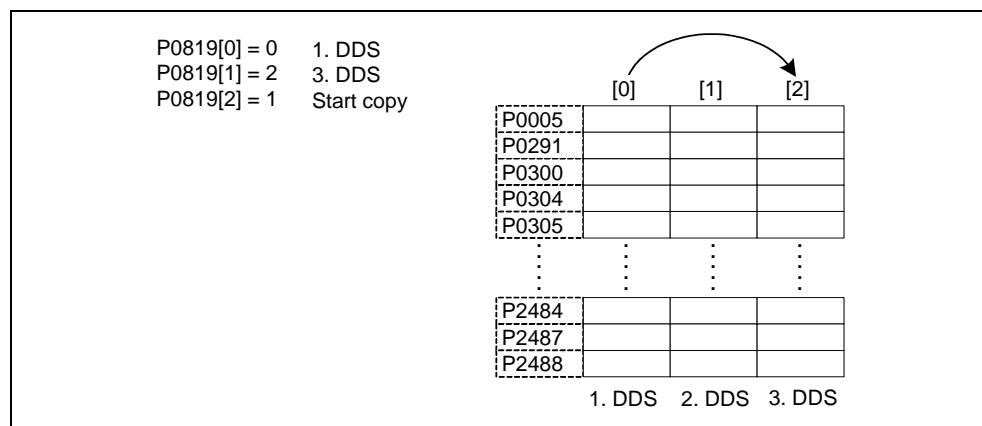 P0819[0] = 0 1. DDS
P0819[1] = 2 3. DDS
P0819[2] = 1 Start copy
[0] [1] [2]
P0005
P0291
P0300
P0304
P0305
P2484
P2487
P2488
1. DDS 2. DDS 3. DDS